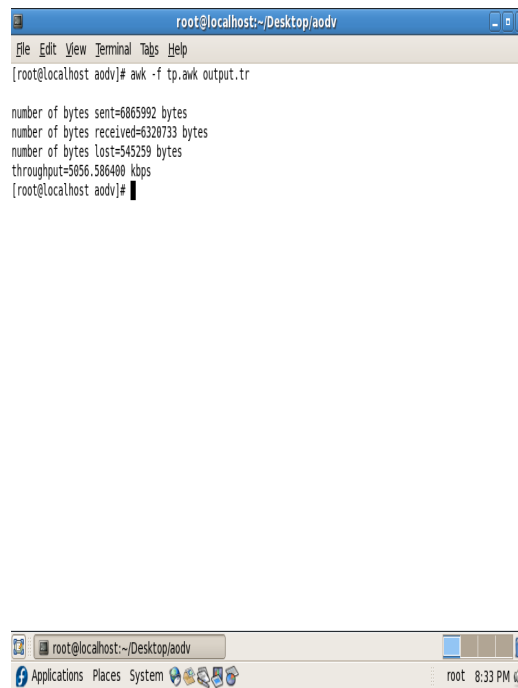 root@localhost:~/Desktop/aodv
File Edit View Terminal Tabs Help
[root@localhost aodv]# awk -f tp.awk output.tr
number of bytes sent=6865992 bytes
number of bytes received=6320733 bytes
number of bytes lost=545259 bytes
throughput=5056.586400 kbps
[root@localhost aodv]#
root@localhost:~/Desktop/aodv
Applications Places System root 8:33 PM